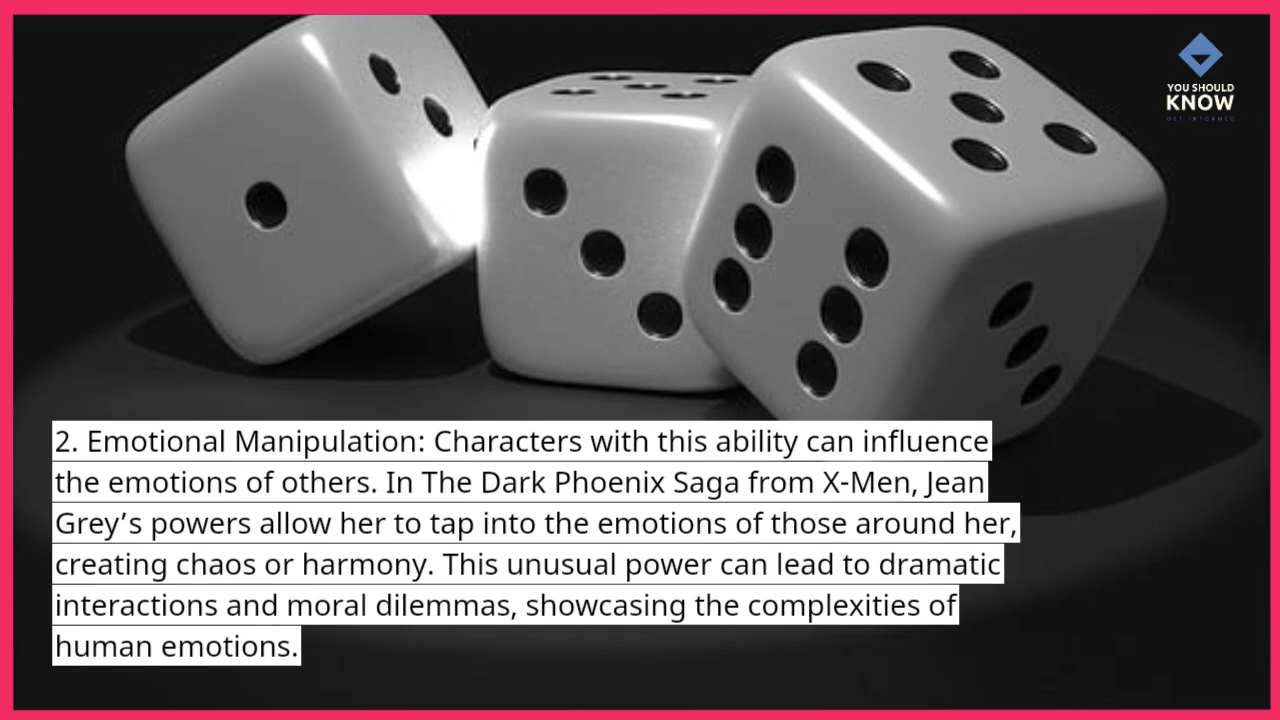 YOU SHOULD
KNOW
GET INFORMED
2. Emotional Manipulation: Characters with this ability can influence
the emotions of others. In The Dark Phoenix Saga from X-Men, Jean
Grey’s powers allow her to tap into the emotions of those around her,
creating chaos or harmony. This unusual power can lead to dramatic
interactions and moral dilemmas, showcasing the complexities of
human emotions.